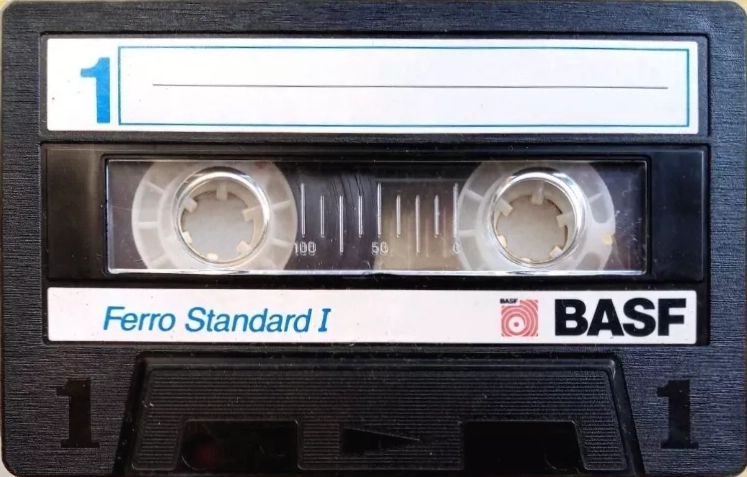 1
100 50 0
Ferro Standard I
BASF BASF
1 1